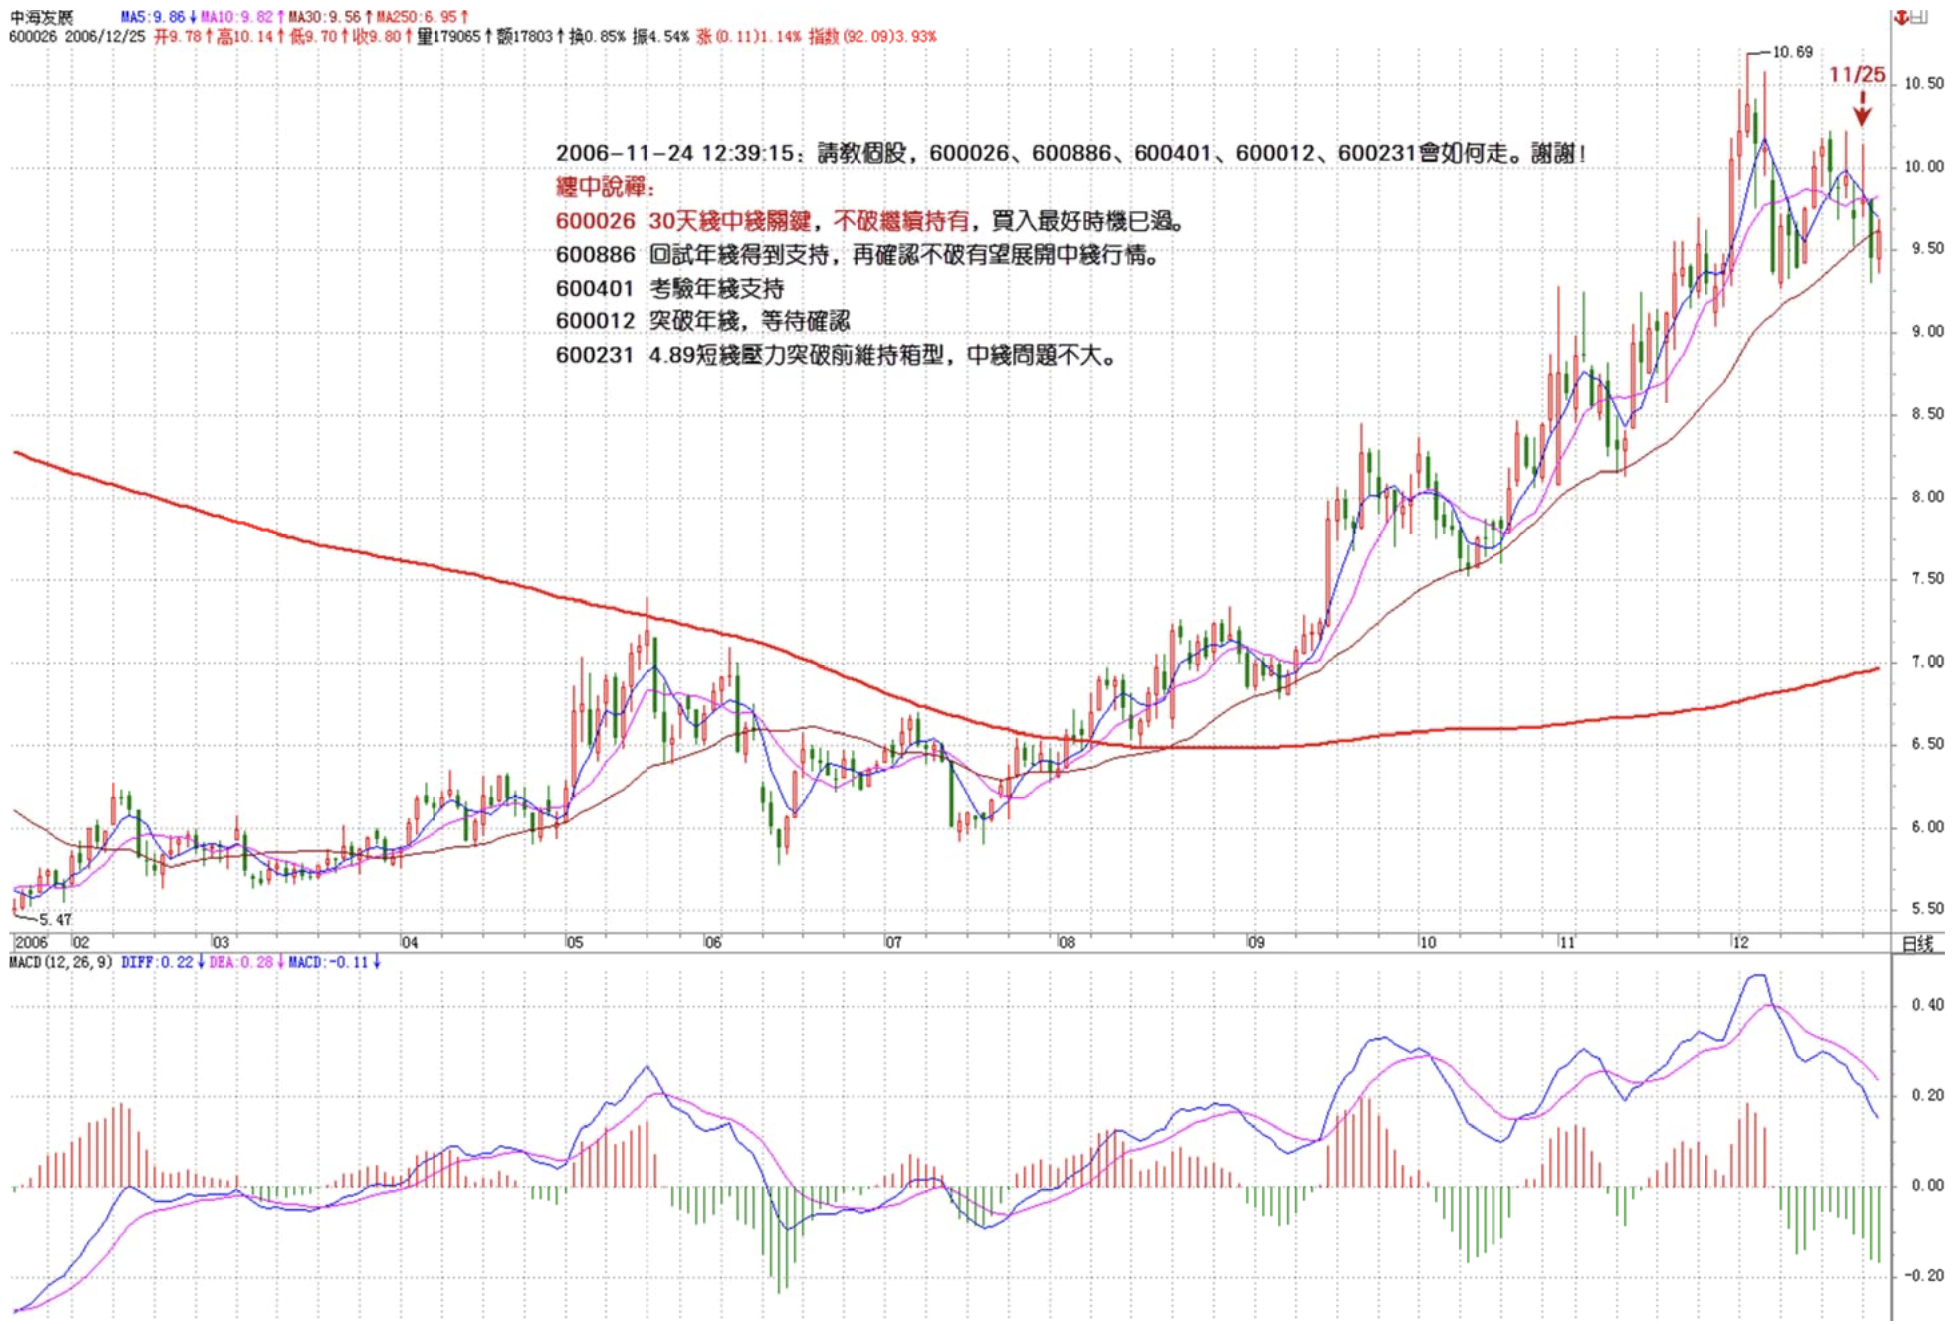 中海发展 MA5:9.86↓MA10:9.82↑MA30:9.56↑MA250:6.95↑
600026 2006/12/25 开9.78↑高10.14↑低9.70↑收9.80↑量179065↑额17803↑换0.85% 振4.54% 涨(0.11)1.14% 指数(92.09)3.93%
10.69
11/25
10.50
2006-11-24 12:39:15：請教個股，600026、600886、600401、600012、600231會如何走。謝謝！
10.00
纏中說禪：
600026 30天綫中綫關鍵，不破繼續持有，買入最好時機已過。
600886 回試年綫得到支持，再確認不破有望展開中綫行情。
9.50
600401 考驗年綫支持
600012 突破年綫，等待確認
9.00
600231 4.89短綫壓力突破前維持箱型，中綫問題不大。
8.50
8.00
7.50
7.00
6.50
6.00
5.50
5.47
2006 02 03 04 05 06 07 08 09 10 11 12 日线
MACD(12,26,9) DIFF:0.22↓DEA:0.28↓MACD:-0.11↓
0.40
0.20
0.00
-0.20